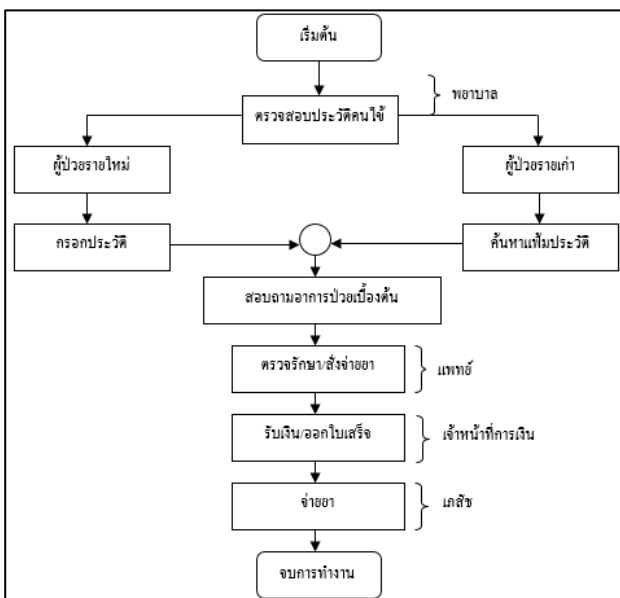 เริ่มต้น
พยาบาล
ตรวจสอบประวัติคนไข้
ผู้ป่วยรายใหม่
ผู้ป่วยรายเก่า
กรอกประวัติ
ค้นหาแฟ้มประวัติ
สอบถามอาการป่วยเบื้องต้น
ตรวจรักษา/สั่งจ่ายยา
แพทย์
รับเงิน/ออกใบเสร็จ
เจ้าหน้าที่การเงิน
จ่ายยา
เภสัช
จบการทำงาน